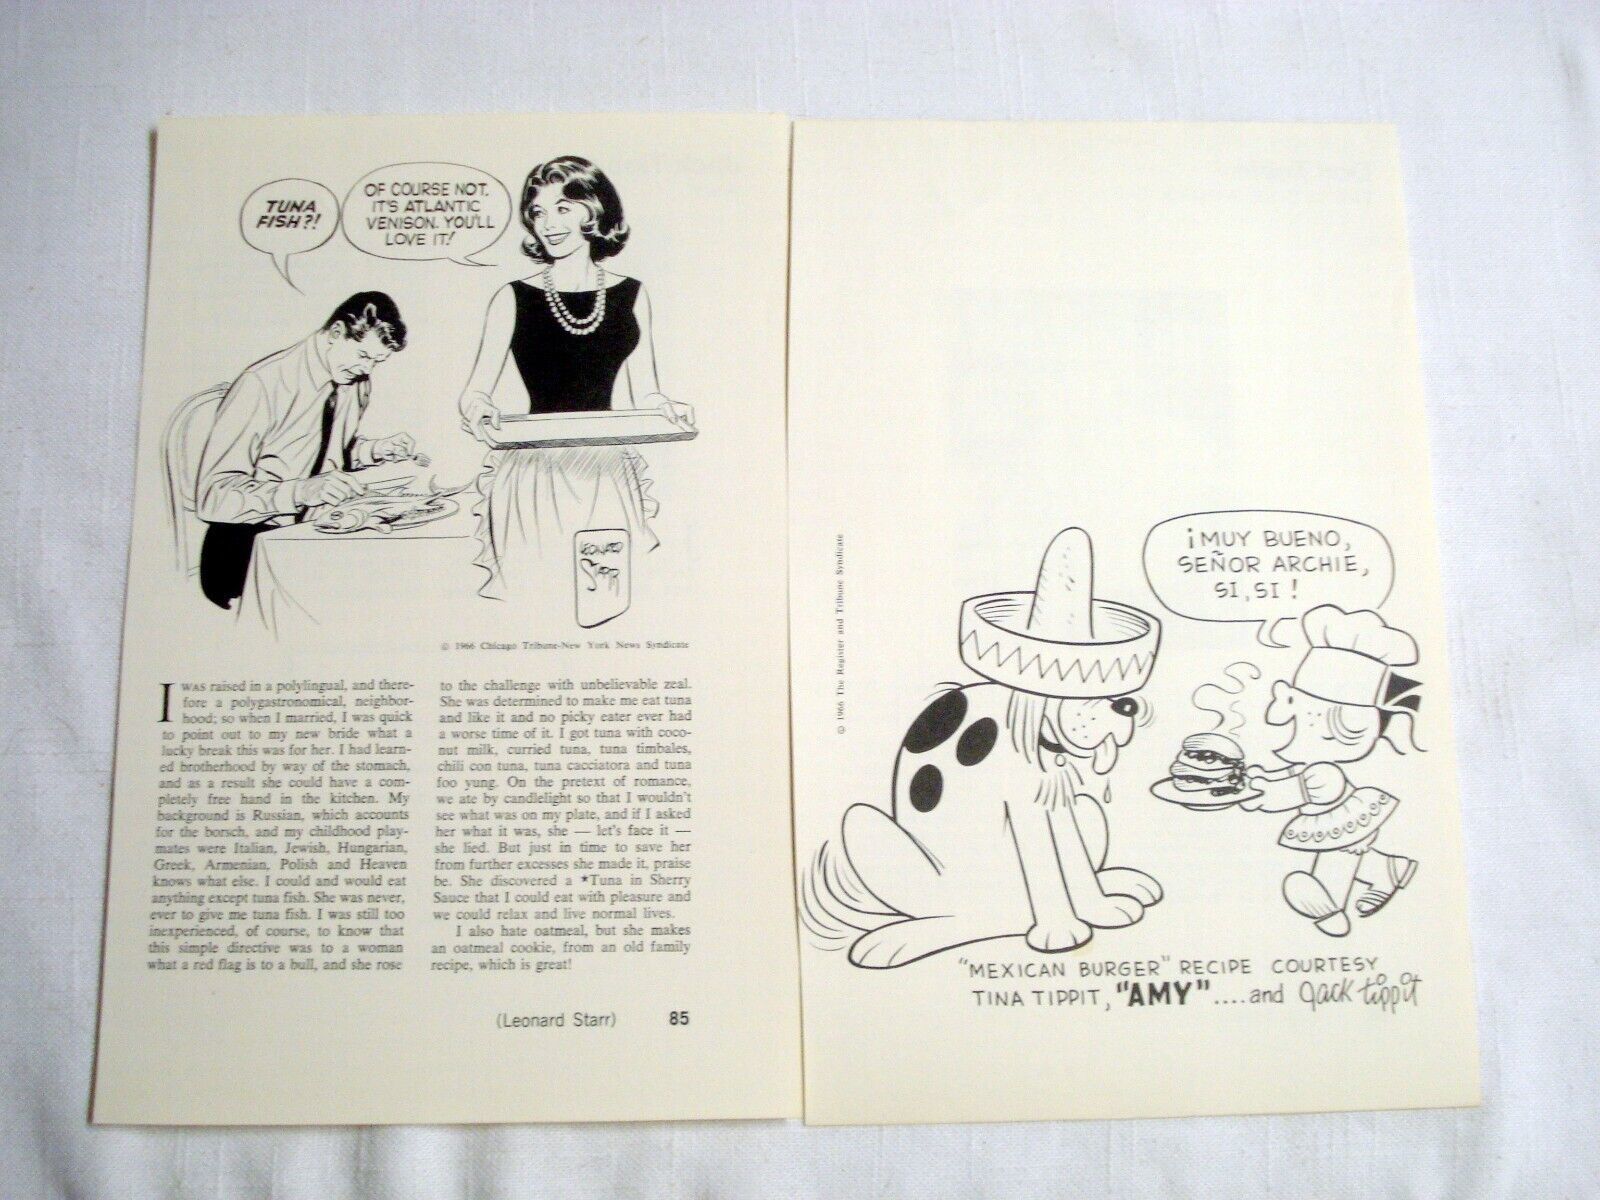 TUNA
FISH?!
OF COURSE NOT.
IT'S ATLANTIC
VENISON. YOU'LL
LOVE IT!
LEONARD
STARR
© 1966 Chicago Tribune-New York News Syndicate
I WAS raised in a polylingual, and there-
fore a polygastronomical, neighbor-
hood; so when I married, I was quick
to point out to my new bride what a
lucky break this was for her. I had learn-
ed brotherhood by way of the stomach,
and as a result she could have a com-
pletely free hand in the kitchen. My
background is Russian, which accounts
for the borsch, and my childhood play-
mates were Italian, Jewish, Hungarian,
Greek, Armenian, Polish and Heaven
knows what else. I could and would eat
anything except tuna fish. She was never,
ever to give me tuna fish. I was still too
inexperienced, of course, to know that
this simple directive was to a woman
what a red flag is to a bull, and she rose
to the challenge with unbelievable zeal.
She was determined to make me eat tuna
and like it and no picky eater ever had
a worse time of it. I got tuna with coco-
nut milk, curried tuna, tuna timbales,
chili con tuna, tuna cacciatora and tuna
foo yung. On the pretext of romance,
we ate by candlelight so that I wouldn't
see what was on my plate, and if I asked
her what it was, she — let's face it —
she lied. But just in time to save her
from further excesses she made it, praise
be. She discovered a *Tuna in Sherry
Sauce that I could eat with pleasure and
we could relax and live normal lives.
I also hate oatmeal, but she makes
an oatmeal cookie, from an old family
recipe, which is great!
(Leonard Starr) 85
© 1966 The Register and Tribune Syndicate
¡MUY BUENO,
SEÑOR ARCHIE,
SI, SI!
"MEXICAN BURGER" RECIPE COURTESY
TINA TIPPIT, "AMY"....and Jack tippit